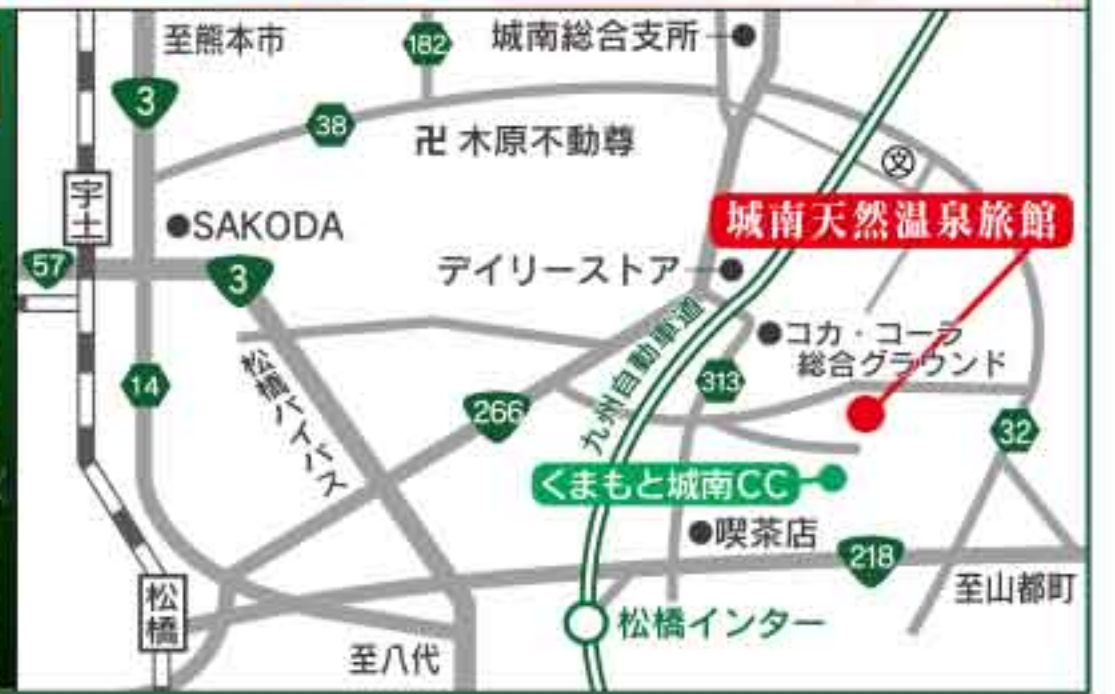 至熊本市
182
城南総合支所
3
38
卍 木原不動尊
文
宇土
SAKODA
城南天然温泉旅館
57
3
デイリーストア
九州自動車道
コカ・コーラ
総合グラウンド
松橋バイパス
14
313
266
32
くまもと城南CC
喫茶店
218
松橋
至山都町
松橋インター
至八代